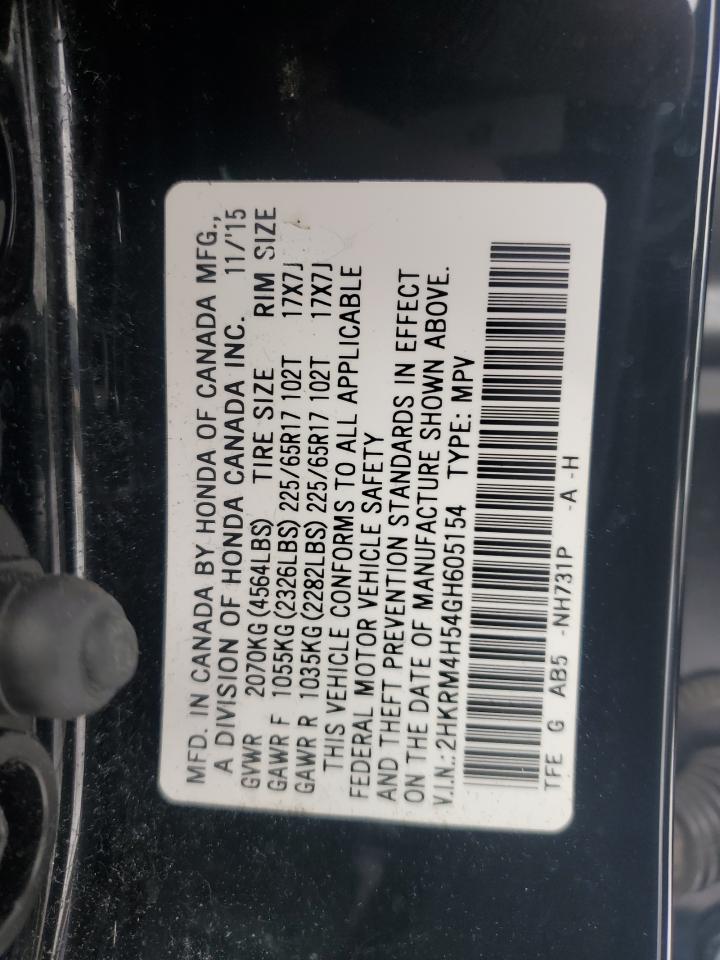 MFD. IN CANADA BY HONDA OF CANADA MFG.,
A DIVISION OF HONDA CANADA INC. 11/'15
GVWR 2070KG (4564LBS) TIRE SIZE RIM SIZE
GAWR F 1055KG (2326LBS) 225/65R17 102T 17X7J
GAWR R 1035KG (2282LBS) 225/65R17 102T 17X7J
THIS VEHICLE CONFORMS TO ALL APPLICABLE
FEDERAL MOTOR VEHICLE SAFETY
AND THEFT PREVENTION STANDARDS IN EFFECT
ON THE DATE OF MANUFACTURE SHOWN ABOVE.
V.I.N.: 2HKRM4H54GH605154 TYPE: MPV
TFE G AB5 -NH731P -A -H